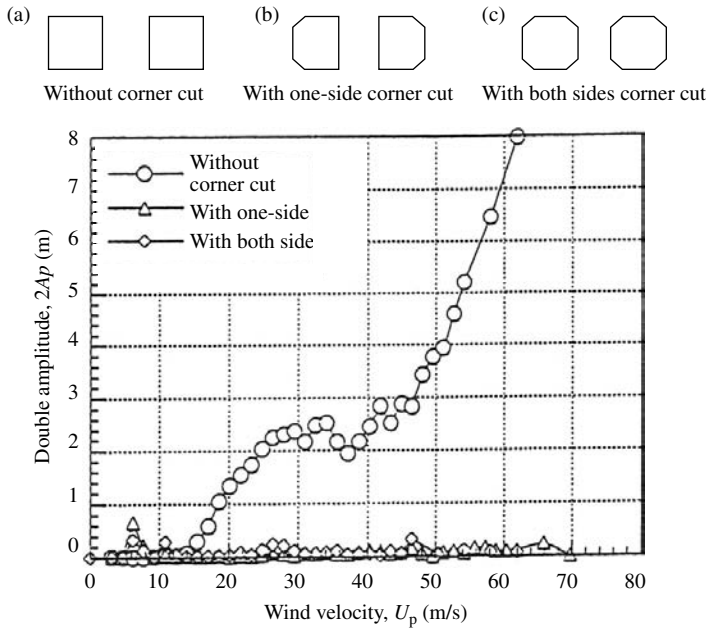 (a)
(b)
(c)
Without corner cut
With one-side corner cut
With both sides corner cut
8
7
6
5
4
3
2
1
0
Double amplitude, 2Ap (m)
Without
corner cut
With one-side
With both side
0 10 20 30 40 50 60 70 80
Wind velocity, Up (m/s)